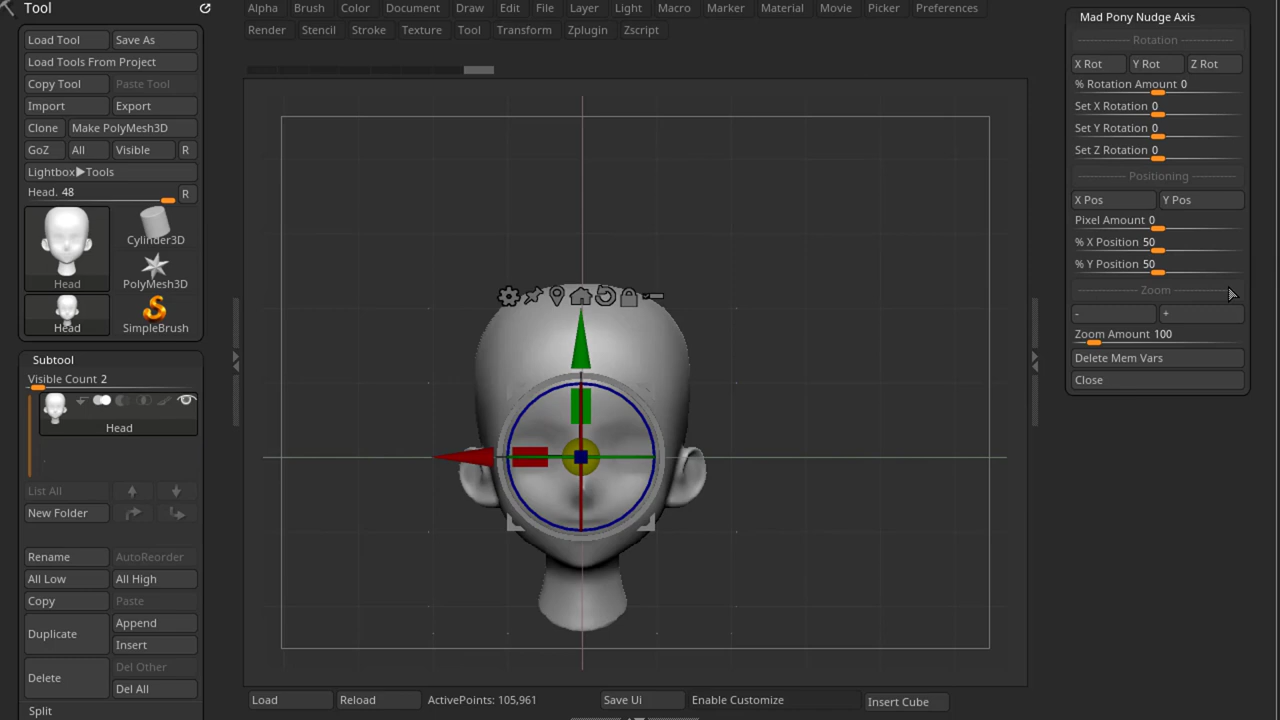 Tool
Load Tool Save As
Load Tools From Project
Copy Tool Paste Tool
Import Export
Clone Make PolyMesh3D
GoZ All Visible R
Lightbox▶Tools
Head. 48 R
Head
Cylinder3D
PolyMesh3D
Head
SimpleBrush
Subtool
Visible Count 2
Head
List All
New Folder
Rename AutoReorder
All Low All High
Copy Paste
Duplicate
Append
Insert
Delete
Del Other
Del All
Split
Alpha Brush Color Document Draw Edit File Layer Light Macro Marker Material Movie Picker Preferences
Render Stencil Stroke Texture Tool Transform Zplugin Zscript
Load Reload ActivePoints: 105,961 Save Ui Enable Customize Insert Cube
Mad Pony Nudge Axis
------------- Rotation -------------
X Rot Y Rot Z Rot
% Rotation Amount 0
Set X Rotation 0
Set Y Rotation 0
Set Z Rotation 0
------------- Positioning ------------
X Pos Y Pos
Pixel Amount 0
% X Position 50
% Y Position 50
------------- Zoom -------------
- +
Zoom Amount 100
Delete Mem Vars
Close